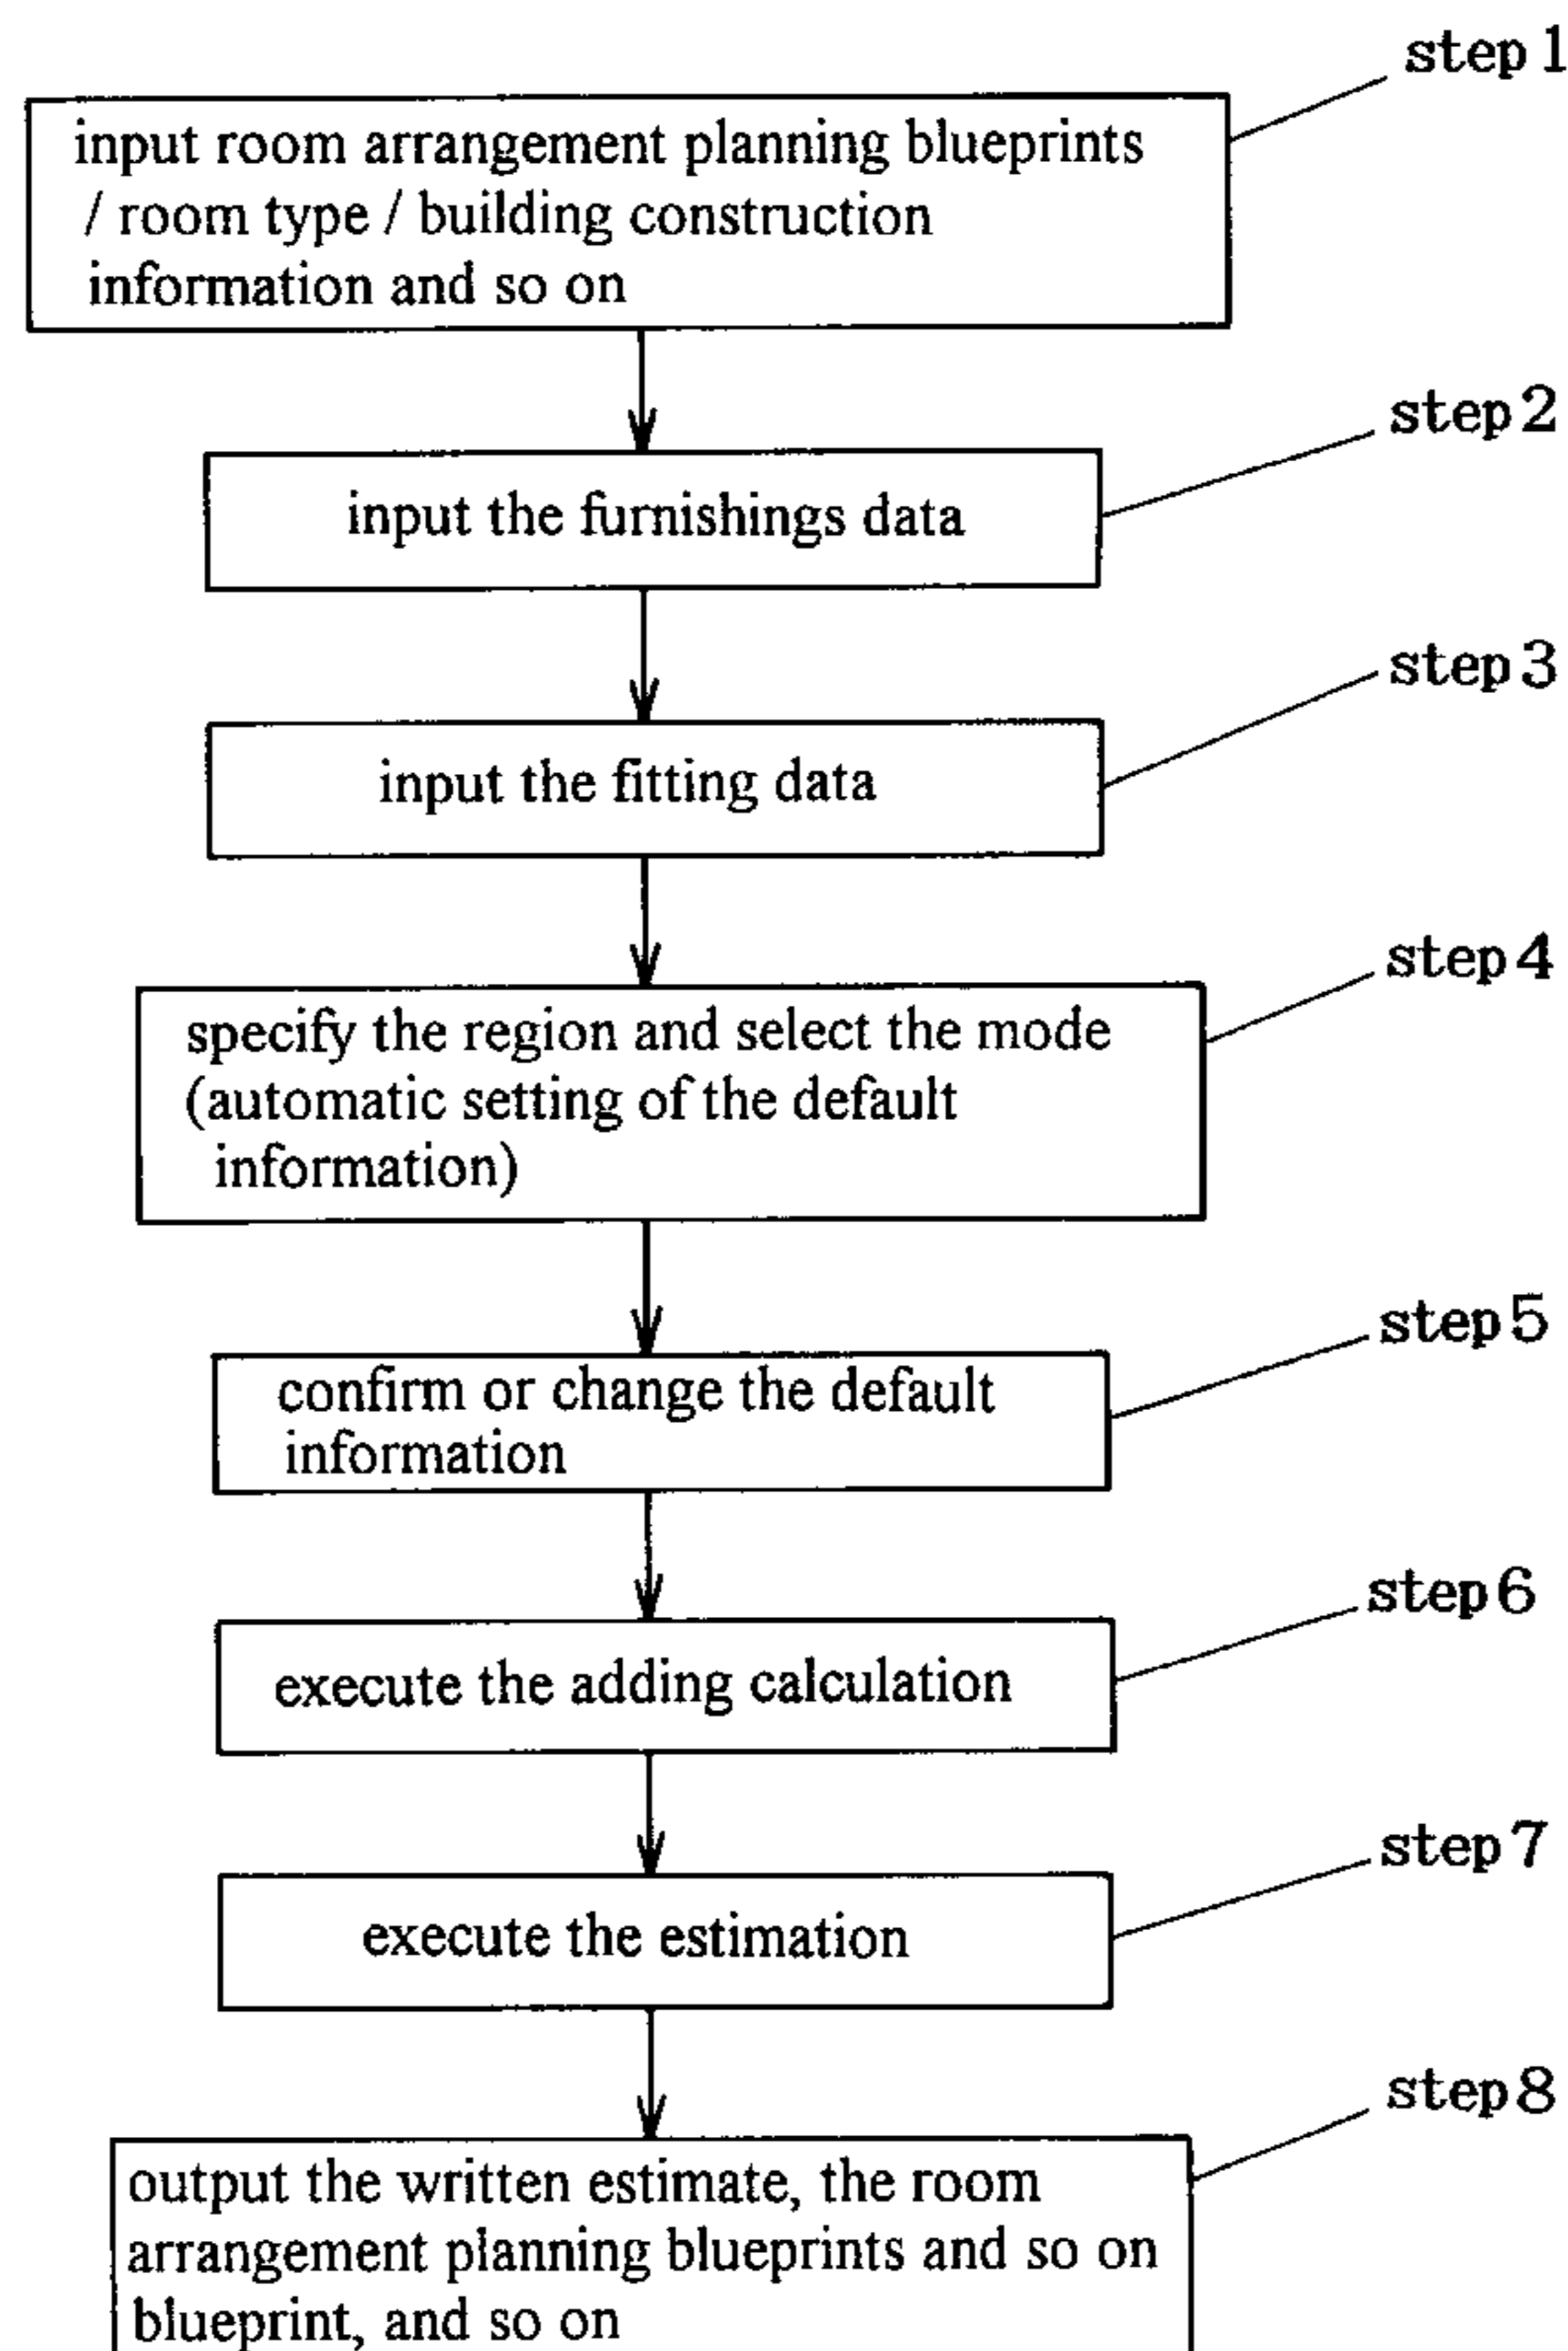 step 1
input room arrangement planning blueprints
/ room type / building construction
information and so on
step 2
input the furnishings data
step 3
input the fitting data
step 4
specify the region and select the mode
(automatic setting of the default
information)
step 5
confirm or change the default
information
step 6
execute the adding calculation
step 7
execute the estimation
step 8
output the written estimate, the room
arrangement planning blueprints and so on
blueprint, and so on